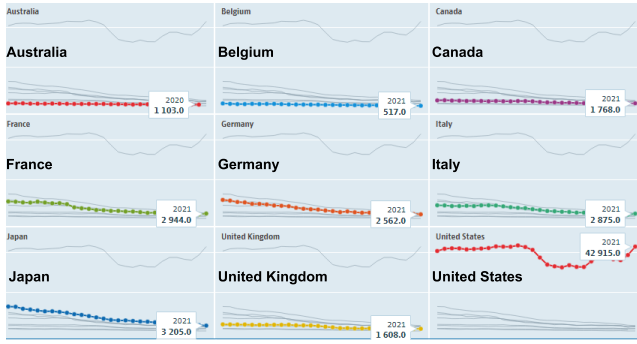 Australia
Belgium
Canada
Australia
Belgium
Canada
2020
1 103.0
2021
517.0
2021
1 768.0
France
Germany
Italy
France
Germany
Italy
2021
2 944.0
2021
2 562.0
2021
2 875.0
Japan
United Kingdom
United States
2021
42 915.0
Japan
United Kingdom
United States
2021
3 205.0
2021
1 608.0